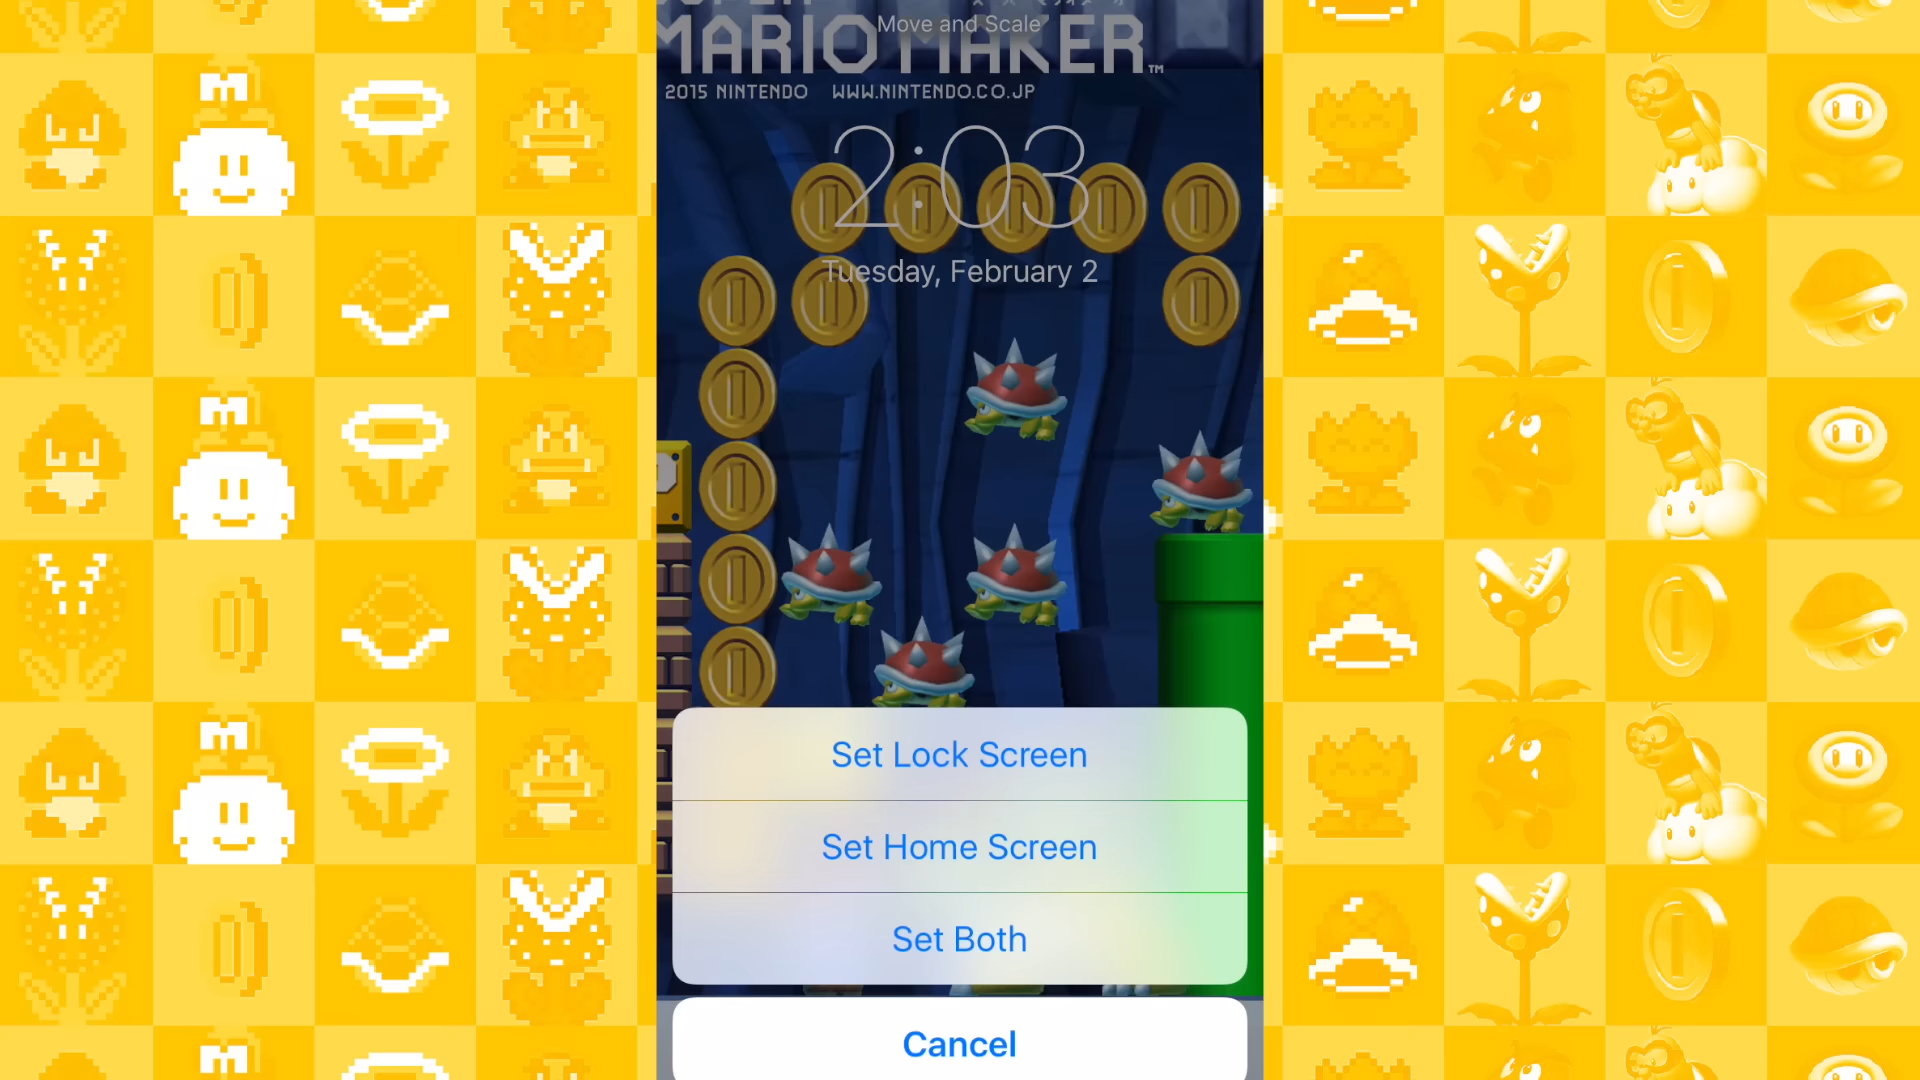 Move and Scale
MARIO MAKER™
2015 NINTENDO WWW.NINTENDO.CO.JP
2:03
Tuesday, February 2
Set Lock Screen
Set Home Screen
Set Both
Cancel